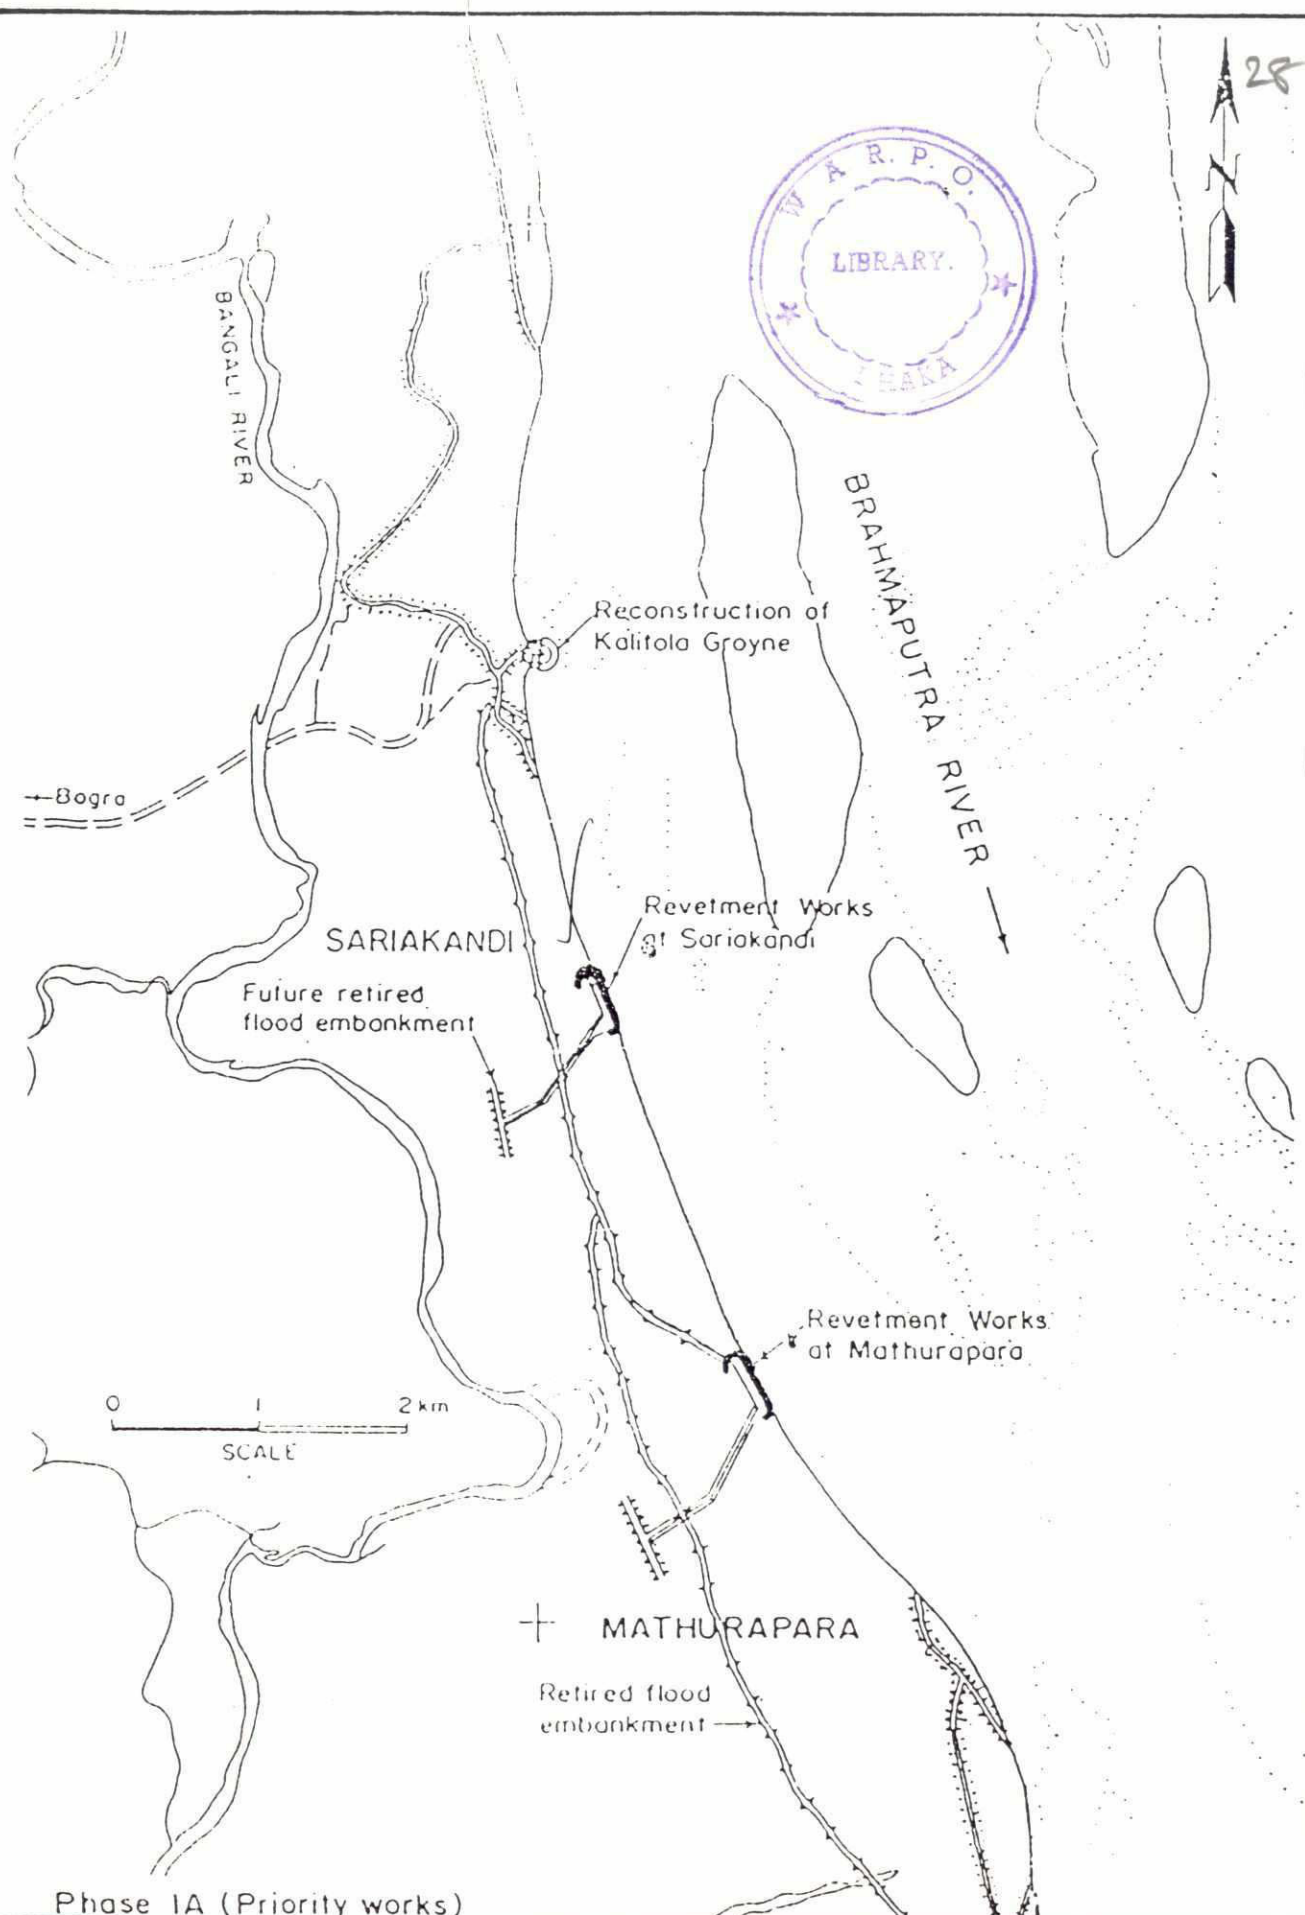 28
N
W A R. P. O.
LIBRARY.
BANGALI RIVER
BRAHMAPUTRA RIVER
Reconstruction of
Kalitola Groyne
Bogra
Revetment Works
at Sariakandi
SARIAKANDI
Future retired
flood embankment
Revetment Works
at Mathurapara
0 1 2 km
SCALE
MATHURAPARA
Retired flood
embankment
Phase 1A (Priority works)